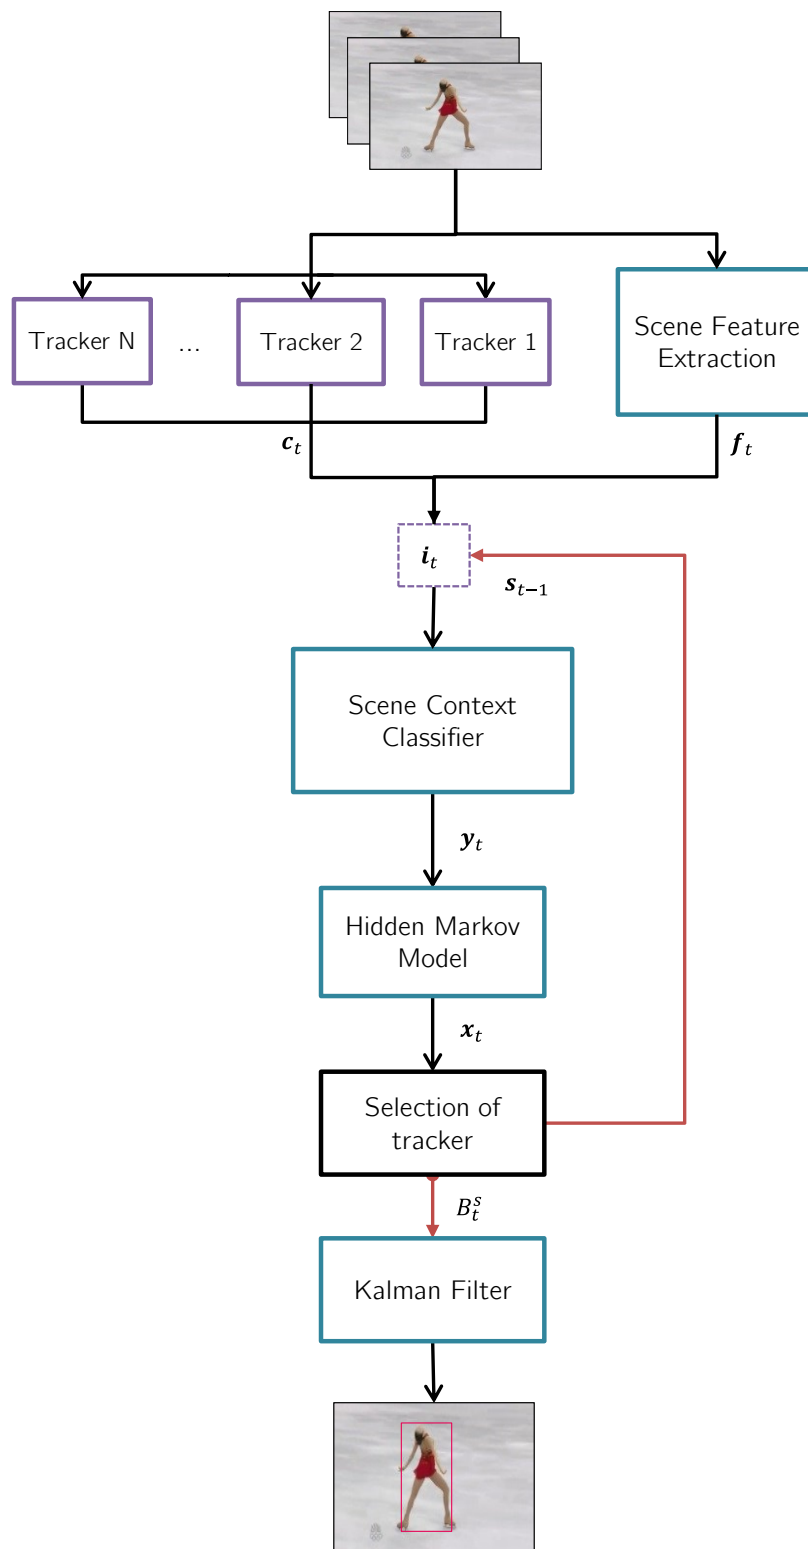 Tracker N
...
Tracker 2
Tracker 1
Scene Feature
Extraction
c_t
f_t
i_t
s_{t-1}
Scene Context
Classifier
y_t
Hidden Markov
Model
x_t
Selection of
tracker
B_t^s
Kalman Filter